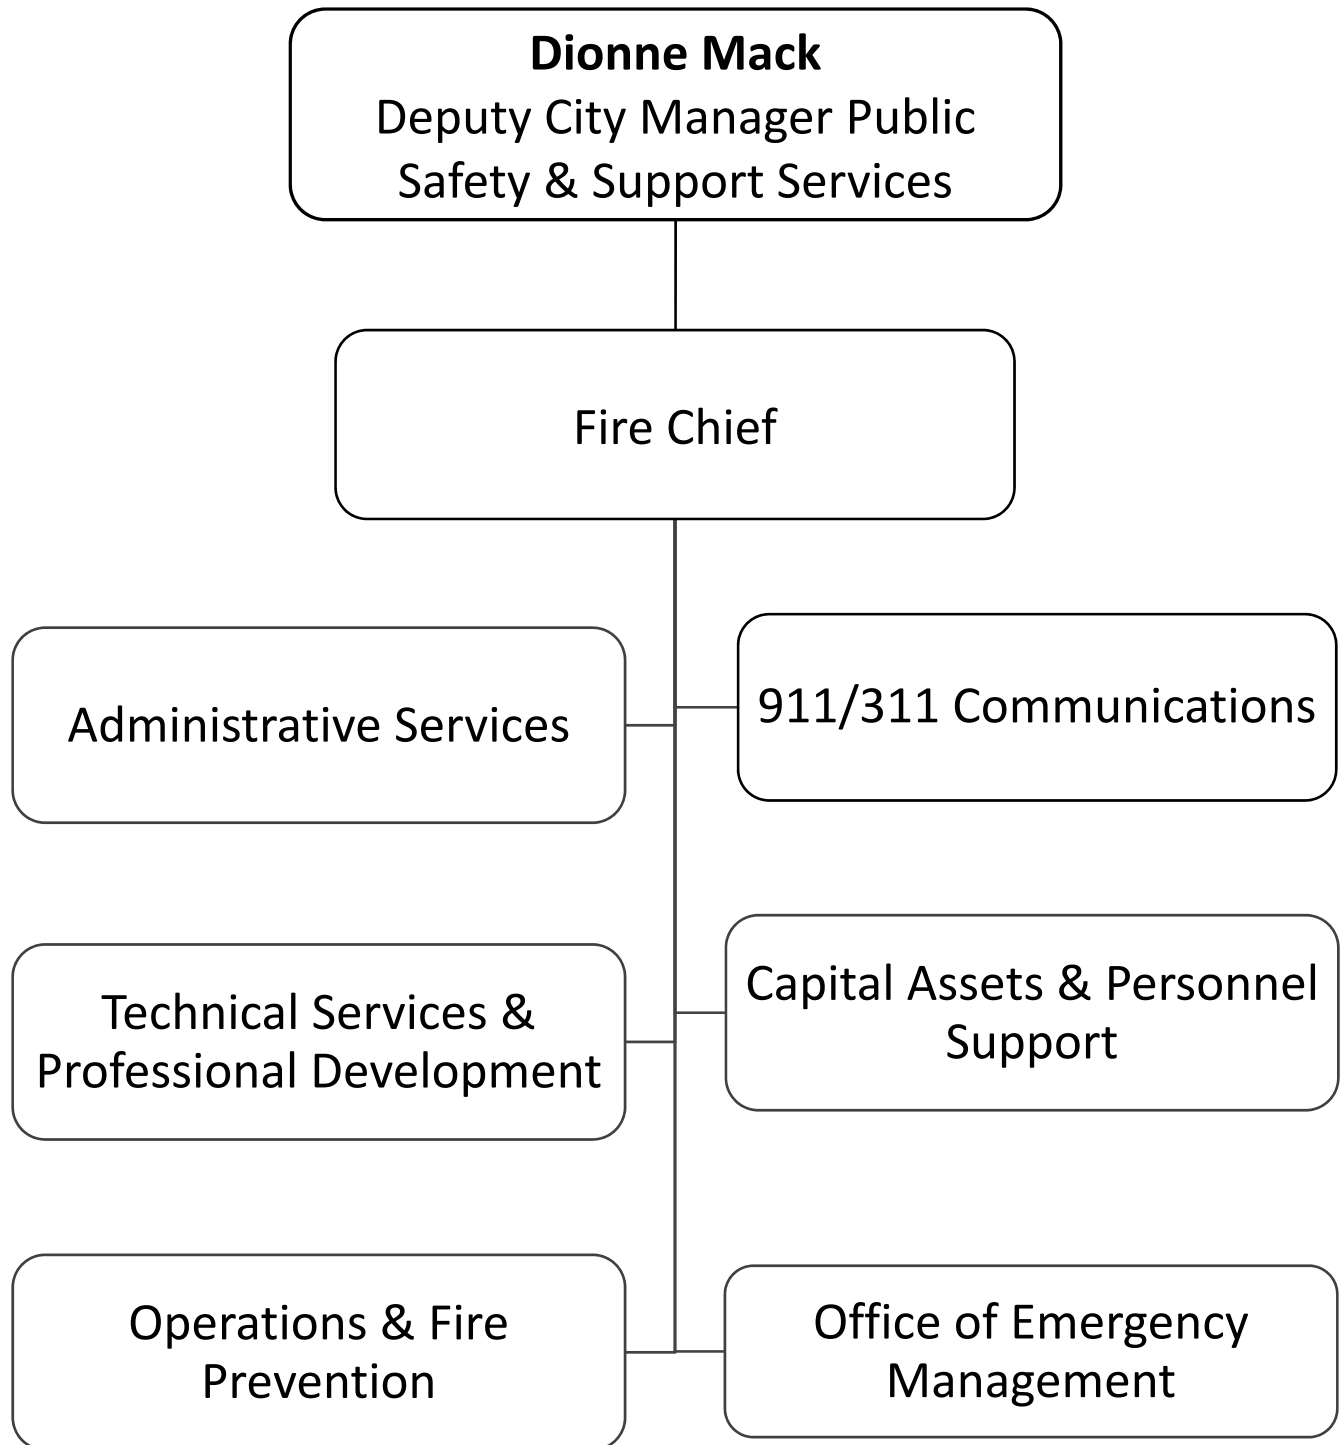 Dionne Mack
Deputy City Manager Public
Safety & Support Services
Fire Chief
Administrative Services
911/311 Communications
Technical Services &
Professional Development
Capital Assets & Personnel
Support
Operations & Fire
Prevention
Office of Emergency
Management